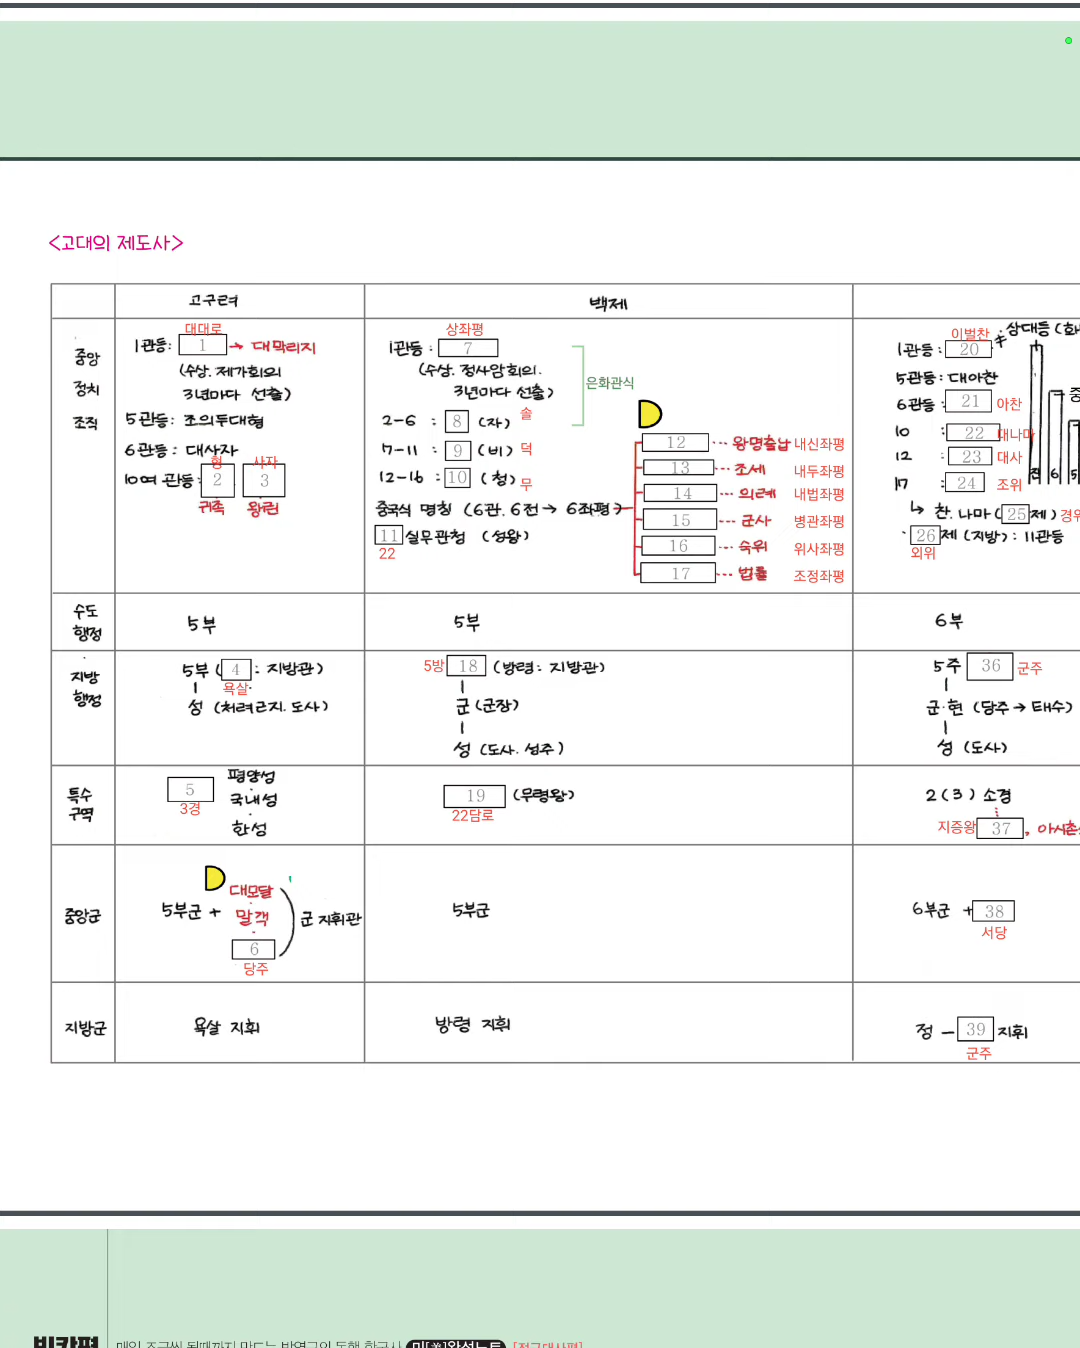 <고대의 제도사>
고구려
백제
중앙
정치
조직
대대로
1관등: 1 → 대막리지
(수상. 제가회의
3년마다 선출)
5관등: 조의두대형
6관등: 대사자
형 사자
10여 관등: 2 3
귀족 왕권
상좌평
1관등: 7
(수상. 정사암회의.
3년마다 선출)
은화관식
2-6 : 8 (자) 솔
7-11 : 9 (비) 덕
12-16 : 10 (청) 무
중국식 명칭 (6관. 6전 → 6좌평)
11 실무관청 (성왕)
22
12 ... 왕명출납 내신좌평
13 ... 조세 내두좌평
14 ... 의례 내법좌평
15 ... 군사 병관좌평
16 ... 숙위 위사좌평
17 ... 법률 조정좌평
이벌찬
1관등: 20 ≠ 상대등
5관등: 대아찬
6관등: 21 아찬
10 : 22 대나마
12 : 23 대사
17 : 24 조위
↳ 찬. 나마 (25제) 경위
26제 (지방) : 11관등
외위
중
진 6 5
수도
행정
5부
5부
6부
지방
행정
5부 (4 : 지방관)
욕살
성 (처려근지. 도사)
5방 18 (방령: 지방관)
군 (군장)
성 (도사. 성주)
5주 36 군주
군·현 (당주 → 태수)
성 (도사)
특수
구역
5
3경
평양성
국내성
한성
19 (무령왕)
22담로
2(3) 소경
지증왕 37, 아시촌
중앙군
5부군 +
대모달
말객
6
당주
군 지휘관
5부군
6부군 + 38
서당
지방군
욕살 지휘
방령 지휘
정 - 39 지휘
군주